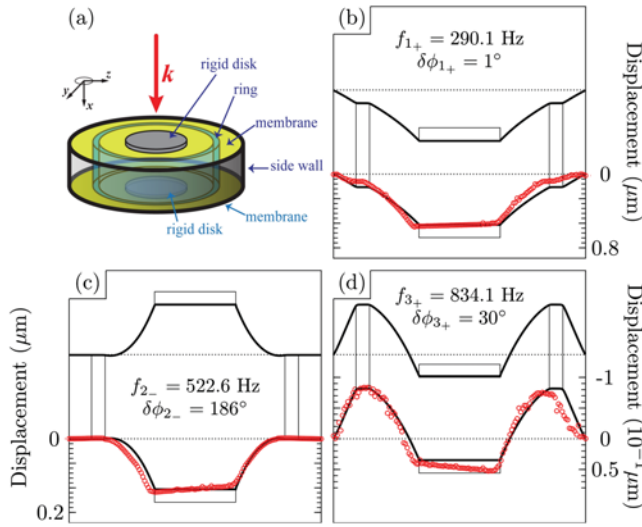 (a)
k
rigid disk
ring
membrane
side wall
z
y
x
rigid disk
membrane
(b)
f₁₊ = 290.1 Hz
δϕ₁₊ = 1°
0
0.8
Displacement (μm)
(c)
f₂₋ = 522.6 Hz
δϕ₂₋ = 186°
0
0.2
Displacement (μm)
(d)
f₃₊ = 834.1 Hz
δϕ₃₊ = 30°
-1
0
0.5
Displacement (10⁻¹μm)